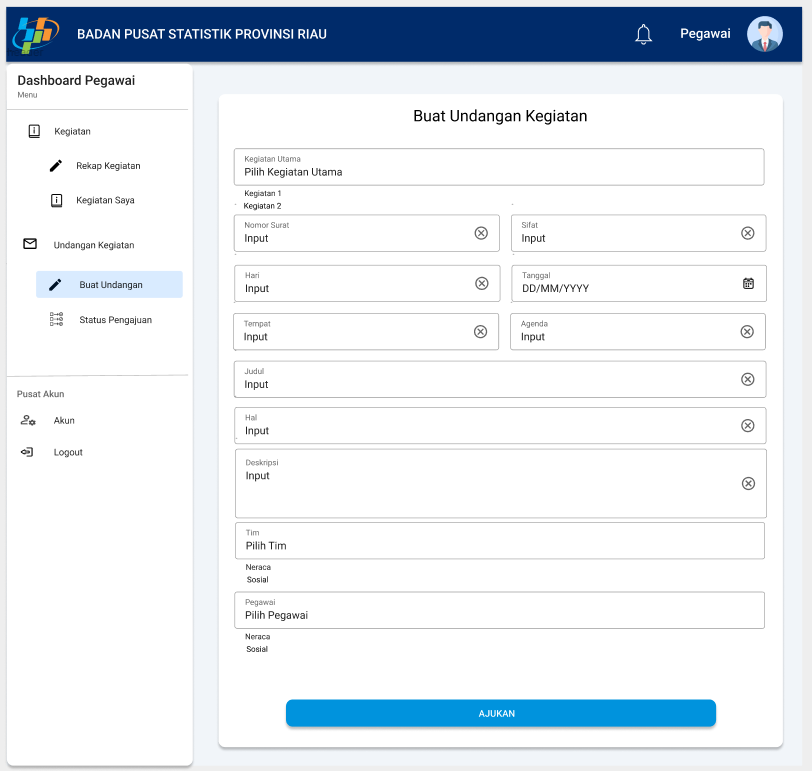 BADAN PUSAT STATISTIK PROVINSI RIAU
Pegawai
Dashboard Pegawai
Menu
Kegiatan
Rekap Kegiatan
Kegiatan Saya
Undangan Kegiatan
Buat Undangan
Status Pengajuan
Pusat Akun
Akun
Logout
Buat Undangan Kegiatan
Kegiatan Utama
Pilih Kegiatan Utama
Kegiatan 1
Kegiatan 2
Nomor Surat
Input
Sifat
Input
Hari
Input
Tanggal
DD/MM/YYYY
Tempat
Input
Agenda
Input
Judul
Input
Hal
Input
Deskripsi
Input
Tim
Pilih Tim
Neraca
Sosial
Pegawai
Pilih Pegawai
Neraca
Sosial
AJUKAN